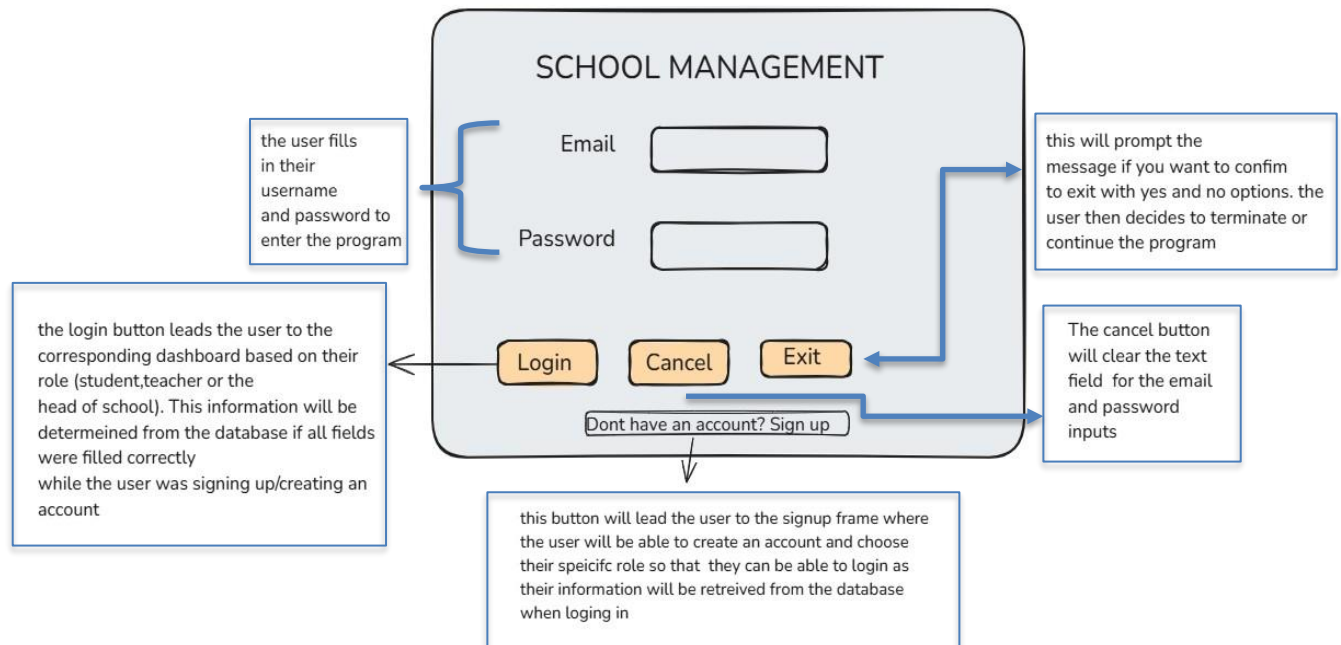 SCHOOL MANAGEMENT
the user fills
in their
username
and password to
enter the program
Email
Password
this will prompt the
message if you want to confim
to exit with yes and no options. the
user then decides to terminate or
continue the program
the login button leads the user to the
corresponding dashboard based on their
role (student,teacher or the
head of school). This information will be
determeined from the database if all fields
were filled correctly
while the user was signing up/creating an
account
Login
Cancel
Exit
The cancel button
will clear the text
field for the email
and password
inputs
Dont have an account? Sign up
this button will lead the user to the signup frame where
the user will be able to create an account and choose
their speicifc role so that they can be able to login as
their information will be retreived from the database
when loging in